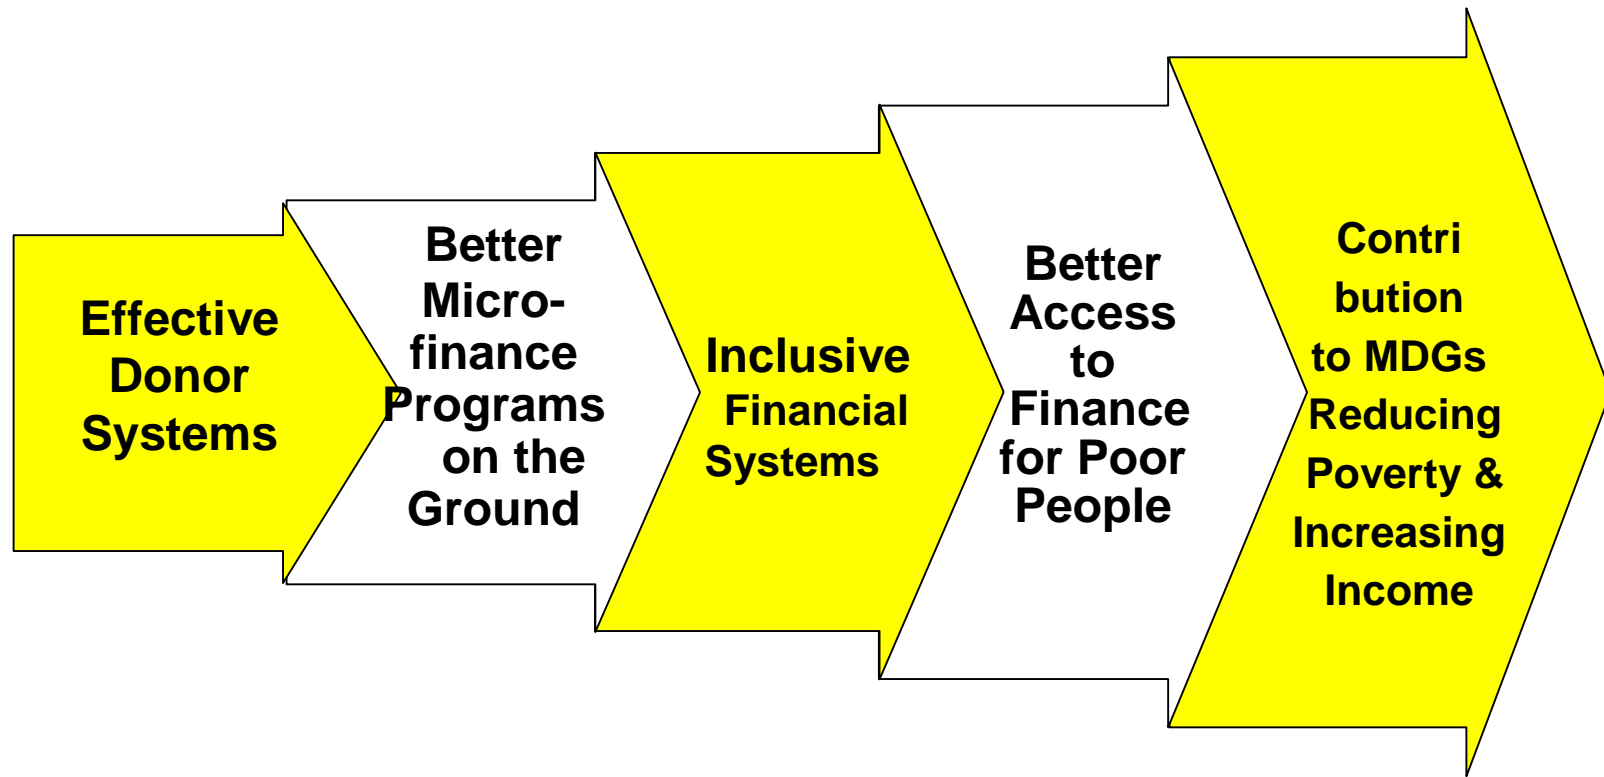 Effective
Donor
Systems
Better
Micro-
finance
Programs
on the
Ground
Inclusive
Financial
Systems
Better
Access
to
Finance
for Poor
People
Contri
bution
to MDGs
Reducing
Poverty &
Increasing
Income